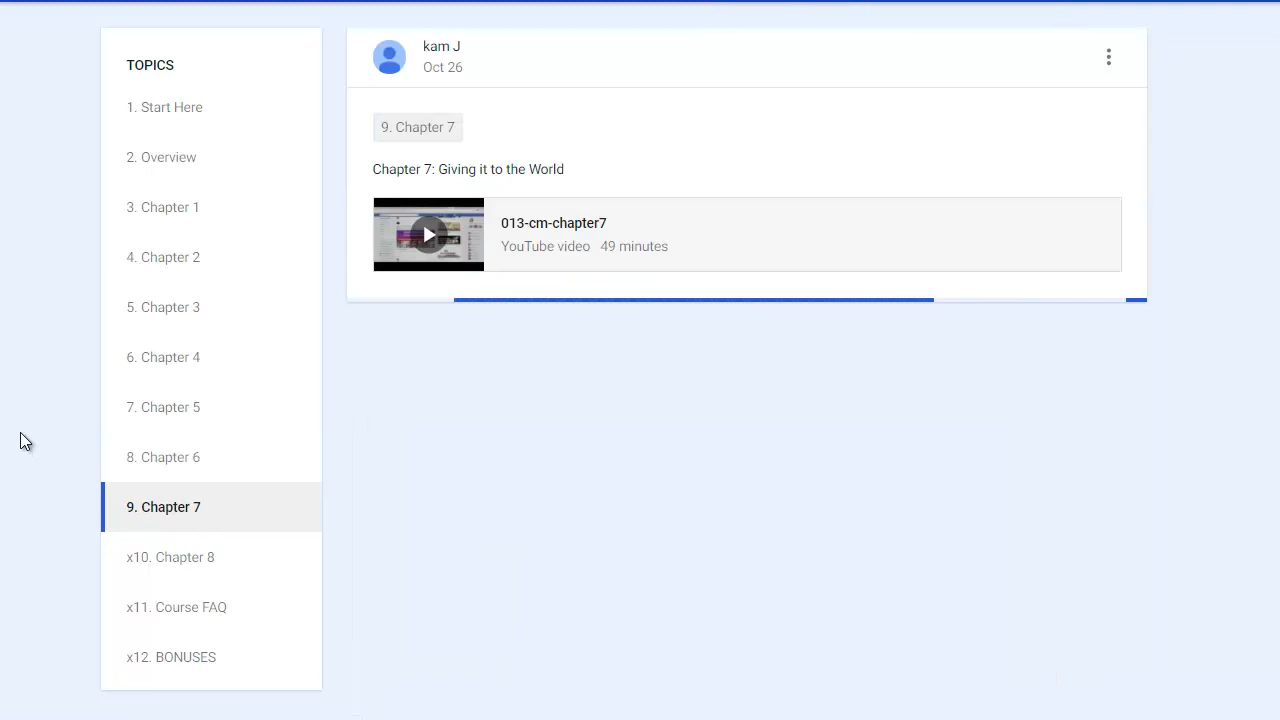 TOPICS
1. Start Here
2. Overview
3. Chapter 1
4. Chapter 2
5. Chapter 3
6. Chapter 4
7. Chapter 5
8. Chapter 6
9. Chapter 7
x10. Chapter 8
x11. Course FAQ
x12. BONUSES
kam J
Oct 26
9. Chapter 7
Chapter 7: Giving it to the World
013-cm-chapter7
YouTube video 49 minutes